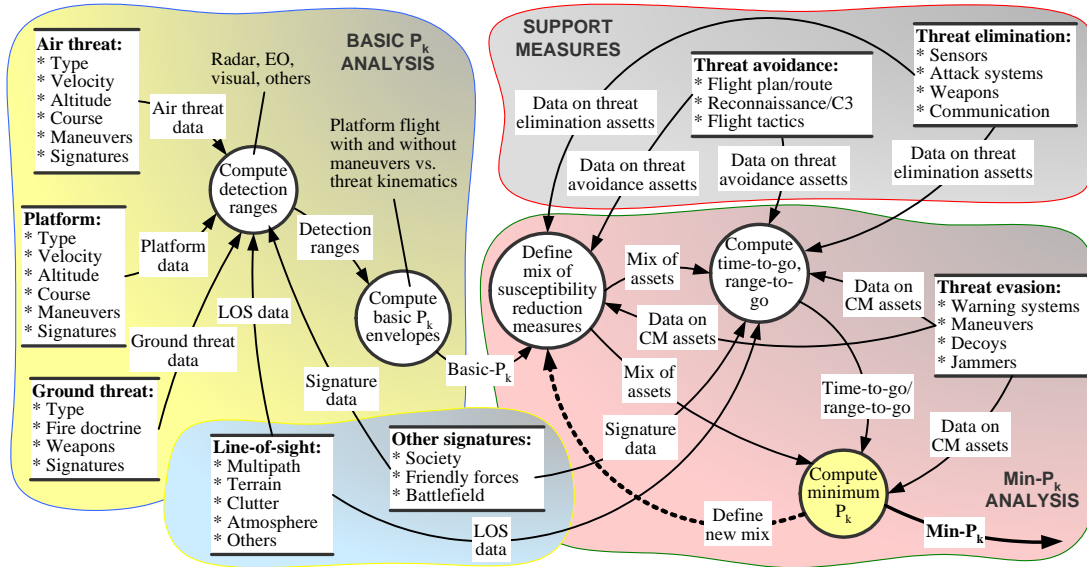 Air threat:
* Type
* Velocity
* Altitude
* Course
* Maneuvers
* Signatures
BASIC Pk
ANALYSIS
Radar, EO,
visual, others
Air threat
data
Platform flight
with and without
maneuvers vs.
threat kinematics
Compute
detection
ranges
Platform:
* Type
* Velocity
* Altitude
* Course
* Maneuvers
* Signatures
Platform
data
Detection
ranges
LOS data
Compute
basic Pk
envelopes
Ground threat
data
Basic-Pk
Signature
data
Ground threat:
* Type
* Fire doctrine
* Weapons
* Signatures
Line-of-sight:
* Multipath
* Terrain
* Clutter
* Atmosphere
* Others
Other signatures:
* Society
* Friendly forces
* Battlefield
SUPPORT
MEASURES
Threat avoidance:
* Flight plan/route
* Reconnaissance/C3
* Flight tactics
Threat elimination:
* Sensors
* Attack systems
* Weapons
* Communication
Data on threat
elimination assetts
Data on threat
avoidance assetts
Data on threat
avoidance assetts
Data on threat
elimination assetts
Define
mix of
susceptibility
reduction
measures
Mix of
assets
Compute
time-to-go,
range-to-
go
Data on
CM assets
Threat evasion:
* Warning systems
* Maneuvers
* Decoys
* Jammers
Data on
CM assets
Mix of
assets
Time-to-go/
range-to-go
Signature
data
Data on
CM assets
Compute
minimum
Pk
Min-Pk
ANALYSIS
LOS
data
Define
new mix
Min-Pk